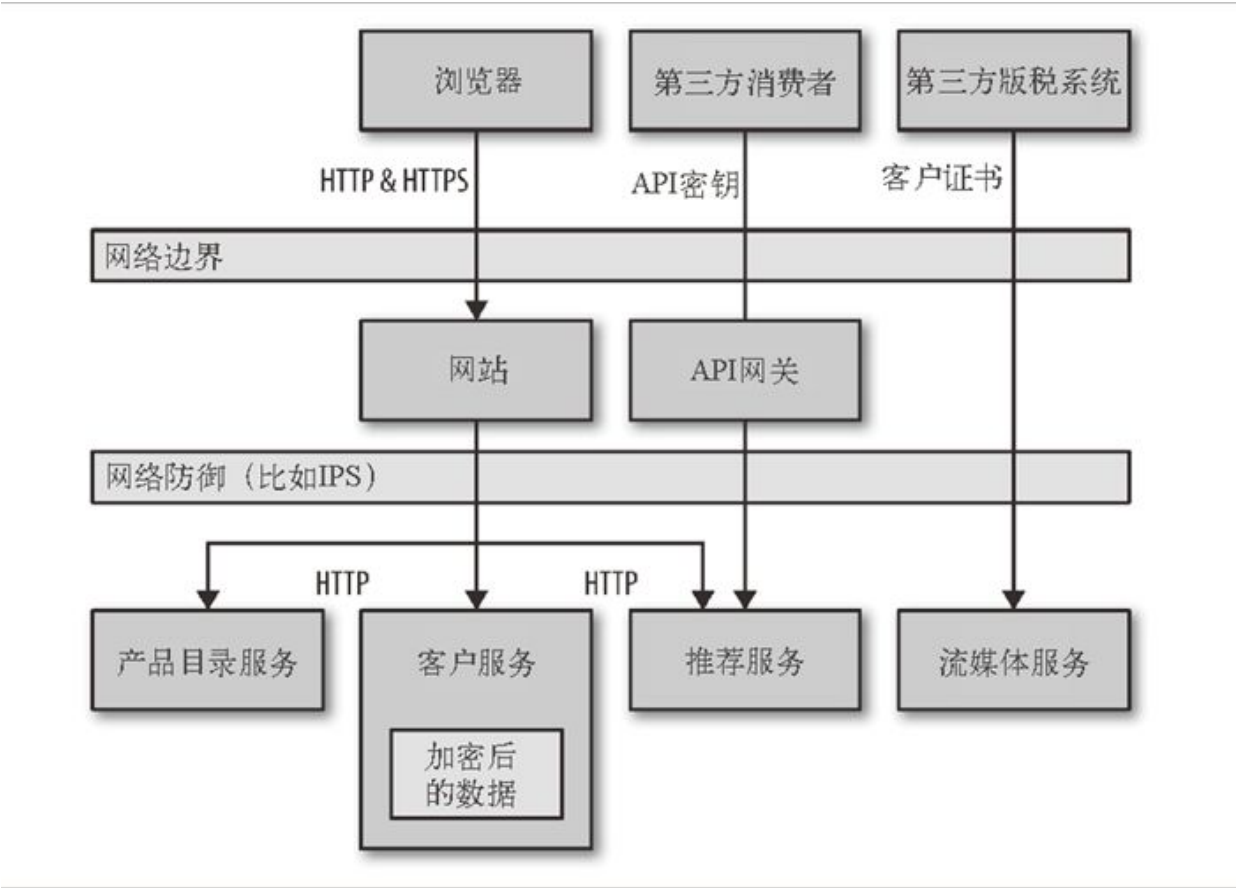 浏览器
第三方消费者
第三方版税系统
HTTP & HTTPS
API密钥
客户证书
网络边界
网站
API网关
网络防御（比如IPS）
HTTP
HTTP
产品目录服务
客户服务
推荐服务
流媒体服务
加密后
的数据